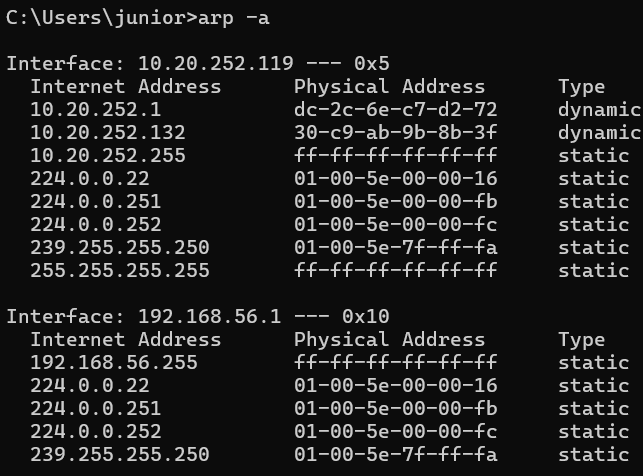 C:\Users\junior>arp -a
Interface: 10.20.252.119 --- 0x5
Internet Address Physical Address Type
10.20.252.1 dc-2c-6e-c7-d2-72 dynamic
10.20.252.132 30-c9-ab-9b-8b-3f dynamic
10.20.252.255 ff-ff-ff-ff-ff-ff static
224.0.0.22 01-00-5e-00-00-16 static
224.0.0.251 01-00-5e-00-00-fb static
224.0.0.252 01-00-5e-00-00-fc static
239.255.255.250 01-00-5e-7f-ff-fa static
255.255.255.255 ff-ff-ff-ff-ff-ff static
Interface: 192.168.56.1 --- 0x10
Internet Address Physical Address Type
192.168.56.255 ff-ff-ff-ff-ff-ff static
224.0.0.22 01-00-5e-00-00-16 static
224.0.0.251 01-00-5e-00-00-fb static
224.0.0.252 01-00-5e-00-00-fc static
239.255.255.250 01-00-5e-7f-ff-fa static